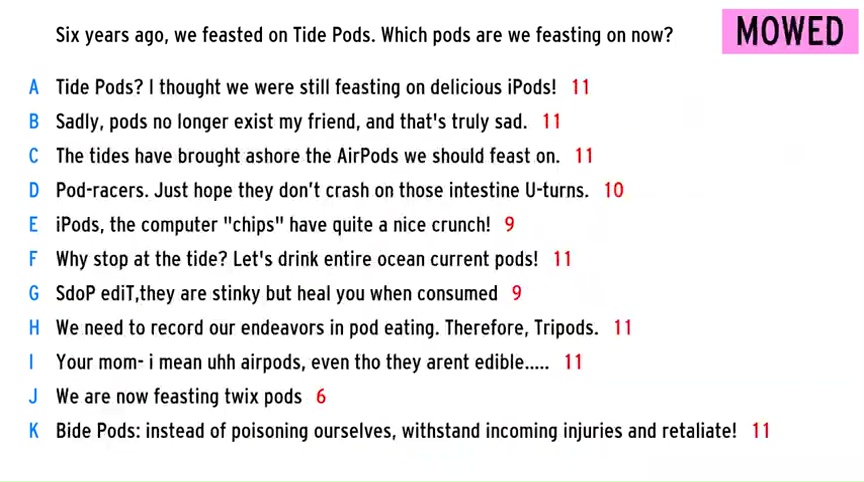 Six years ago, we feasted on Tide Pods. Which pods are we feasting on now?
MOWED
A Tide Pods? I thought we were still feasting on delicious iPods! 11
B Sadly, pods no longer exist my friend, and that's truly sad. 11
C The tides have brought ashore the AirPods we should feast on. 11
D Pod-racers. Just hope they don't crash on those intestine U-turns. 10
E iPods, the computer "chips" have quite a nice crunch! 9
F Why stop at the tide? Let's drink entire ocean current pods! 11
G SdoP ediT,they are stinky but heal you when consumed 9
H We need to record our endeavors in pod eating. Therefore, Tripods. 11
I Your mom- i mean uhh airpods, even tho they arent edible..... 11
J We are now feasting twix pods 6
K Bide Pods: instead of poisoning ourselves, withstand incoming injuries and retaliate! 11